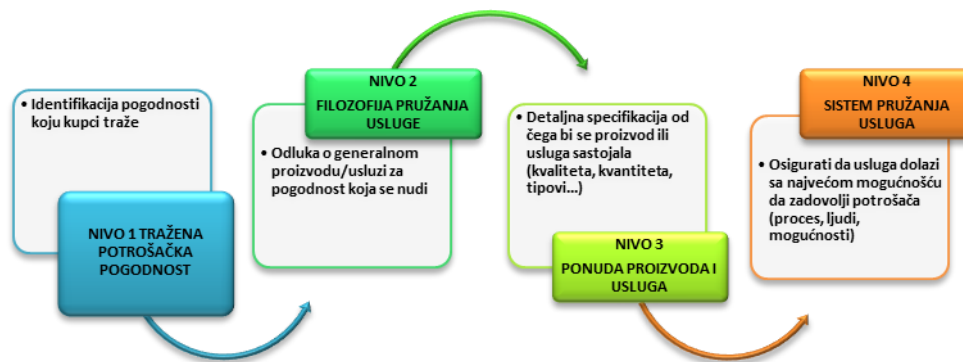 • Identifikacija pogodnosti
koju kupci traže
NIVO 1 TRAŽENA
POTROŠAČKA
POGODNOST
NIVO 2
FILOZOFIJA PRUŽANJA
USLUGE
• Odluka o generalnom
proizvodu/usluzi za
pogodnost koja se nudi
• Detaljna specifikacija od
čega bi se proizvod ili
usluga sastojala
(kvaliteta, kvantiteta,
tipovi...)
NIVO 3
PONUDA PROIZVODA I
USLUGA
NIVO 4
SISTEM PRUŽANJA
USLUGA
• Osigurati da usluga dolazi
sa najvećom mogućnošću
da zadovolji potrošača
(proces, ljudi,
mogućnosti)